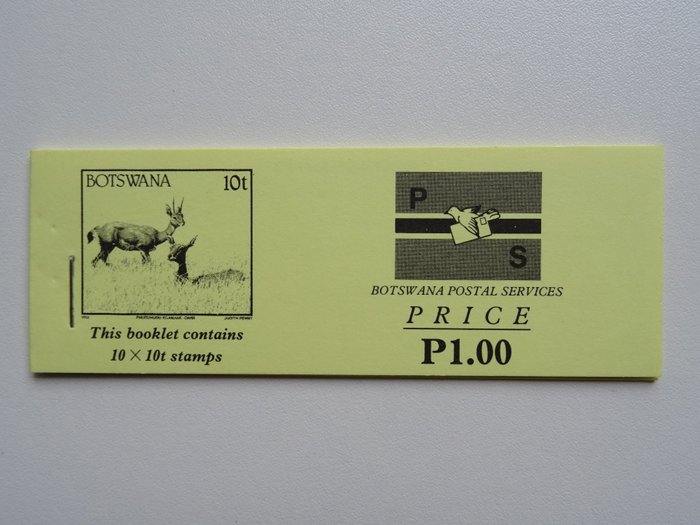 BOTSWANA 10t
This booklet contains
10 × 10t stamps
P
S
BOTSWANA POSTAL SERVICES
PRICE
P1.00